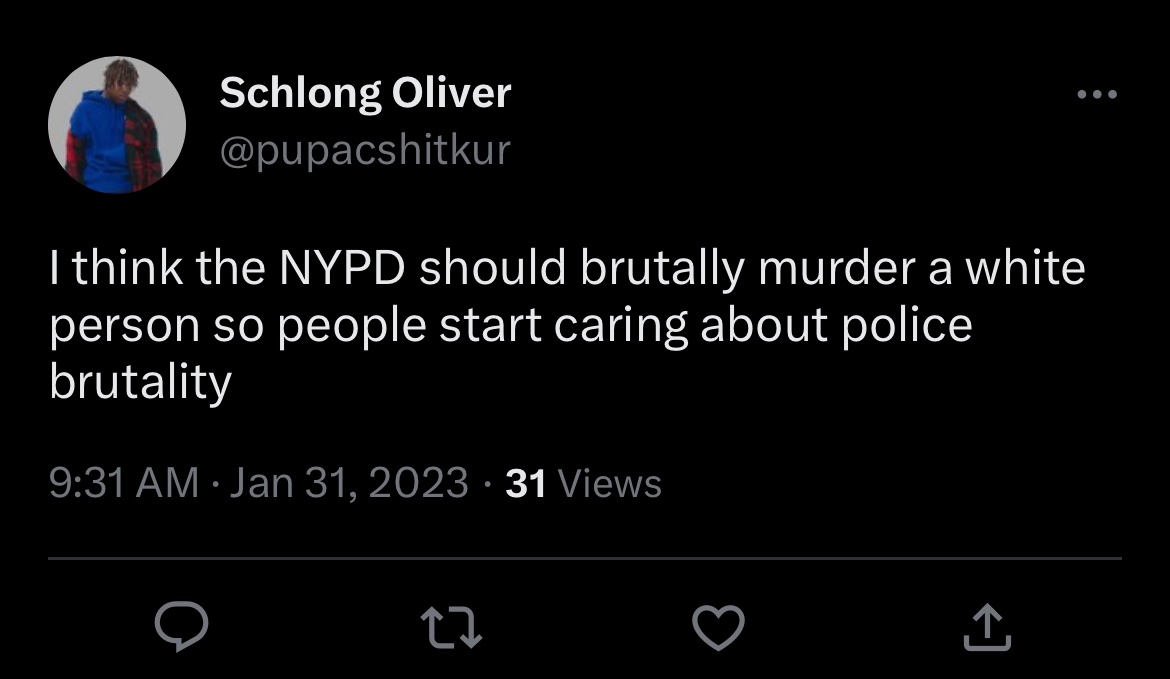 Schlong Oliver
@pupacshitkur
I think the NYPD should brutally murder a white
person so people start caring about police
brutality
9:31 AM · Jan 31, 2023 · 31 Views